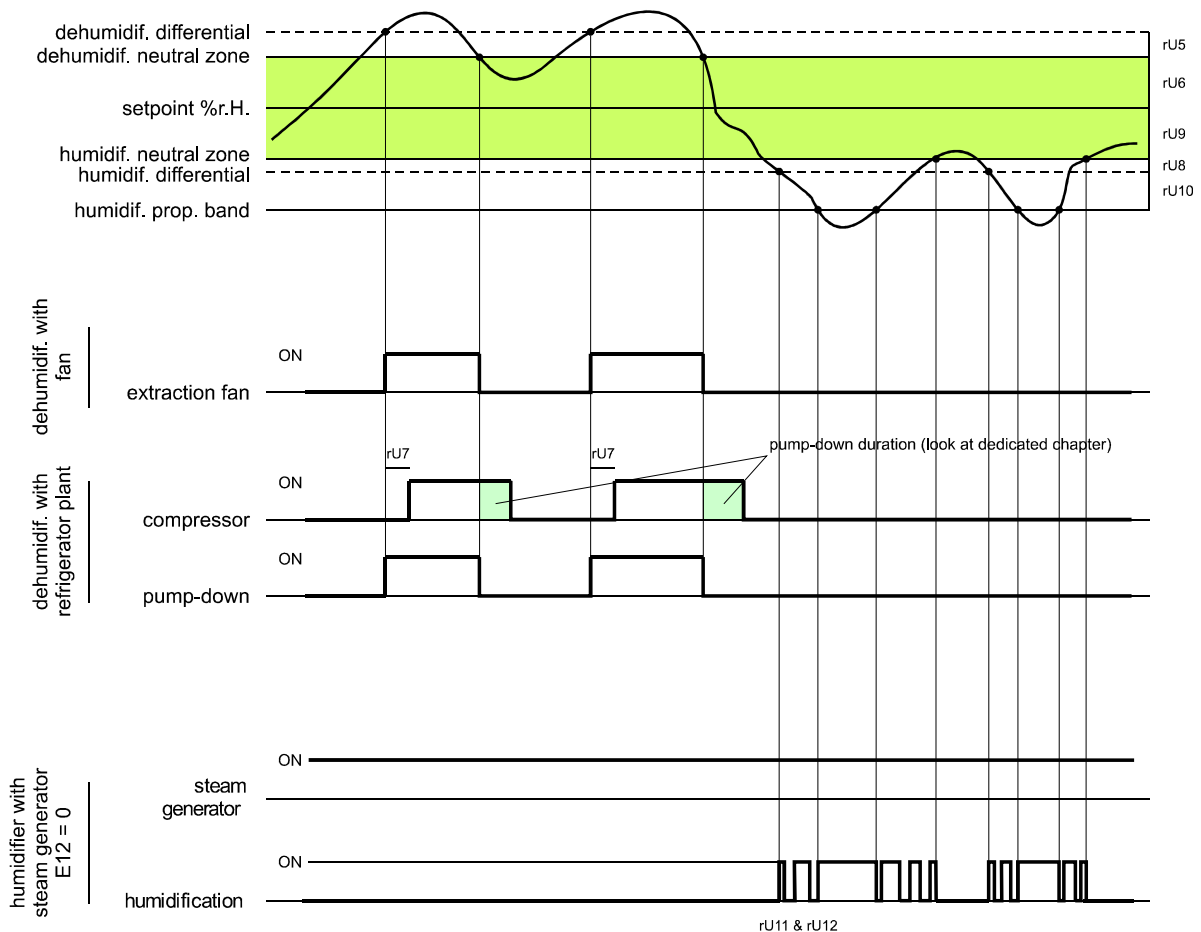 dehumidif. differential
dehumidif. neutral zone
setpoint %r.H.
humidif. neutral zone
humidif. differential
humidif. prop. band
rU5
rU6
rU9
rU8
rU10
dehumidif. with
fan
ON
extraction fan
pump-down duration (look at dedicated chapter)
dehumidif. with
refrigerator plant
rU7
rU7
ON
compressor
ON
pump-down
humidifier with
steam generator
E12 = 0
ON
steam
generator
ON
humidification
rU11 & rU12